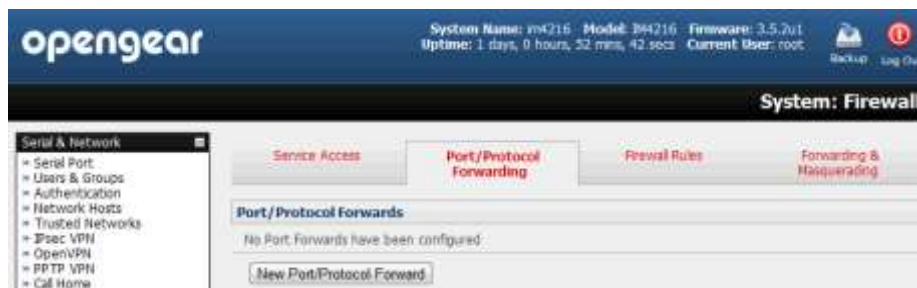 opengear
System Name: im4216 Model: IM4216 Firmware: 3.5.2u1
Uptime: 1 days, 0 hours, 52 mins, 42 secs Current User: root
Backup
Log Ou
System: Firewall
Serial & Network
Serial Port
Users & Groups
Authentication
Network Hosts
Trusted Networks
IPsec VPN
OpenVPN
PPTP VPN
Call Home
Service Access
Port/Protocol
Forwarding
Firewall Rules
Forwarding &
Masquerading
Port/Protocol Forwards
No Port Forwards have been configured
New Port/Protocol Forward